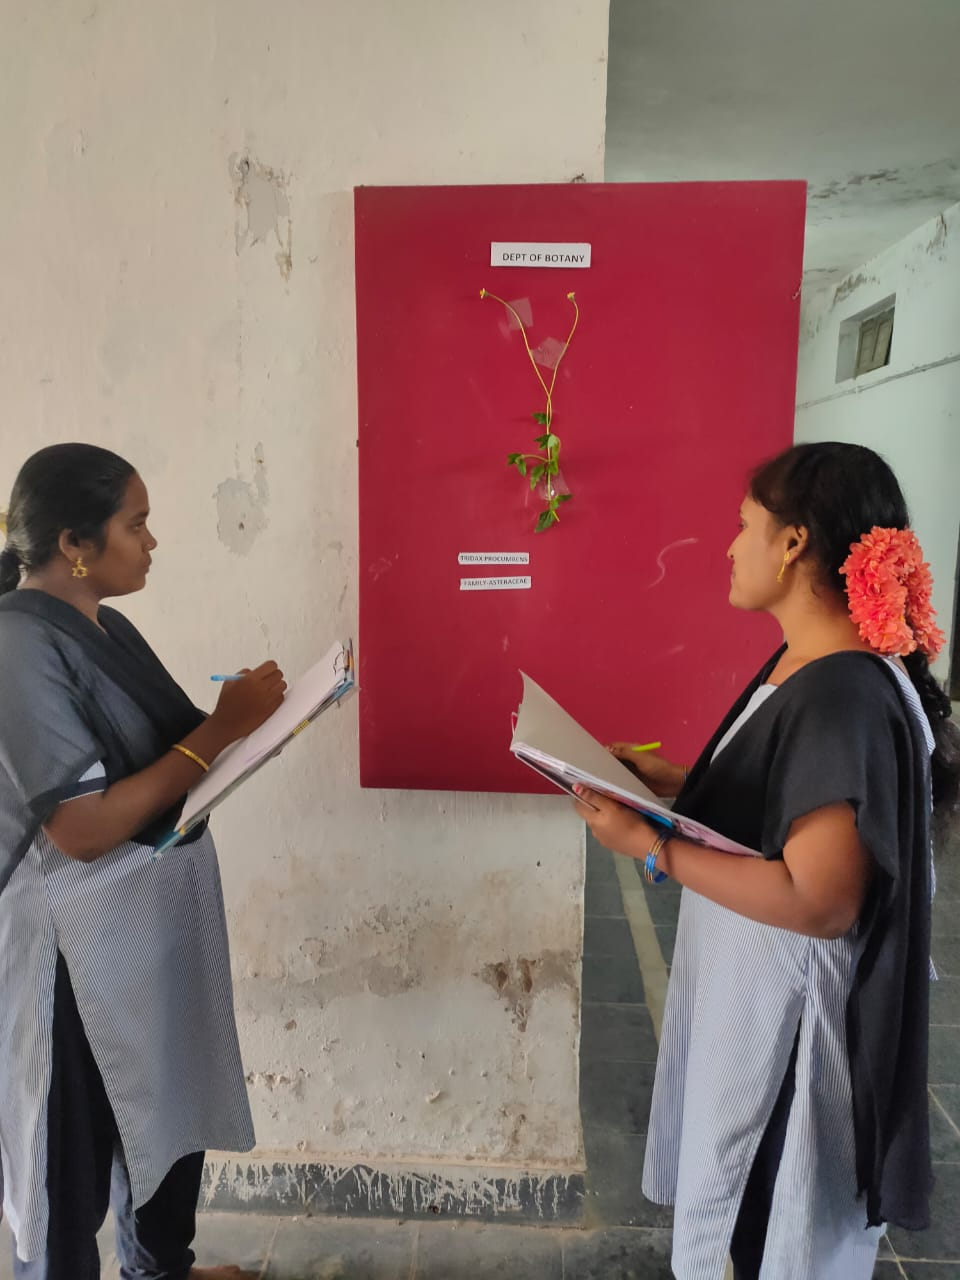 DEPT OF BOTANY
TRIDAX PROCUMBENS
FAMILY-ASTERACEAE